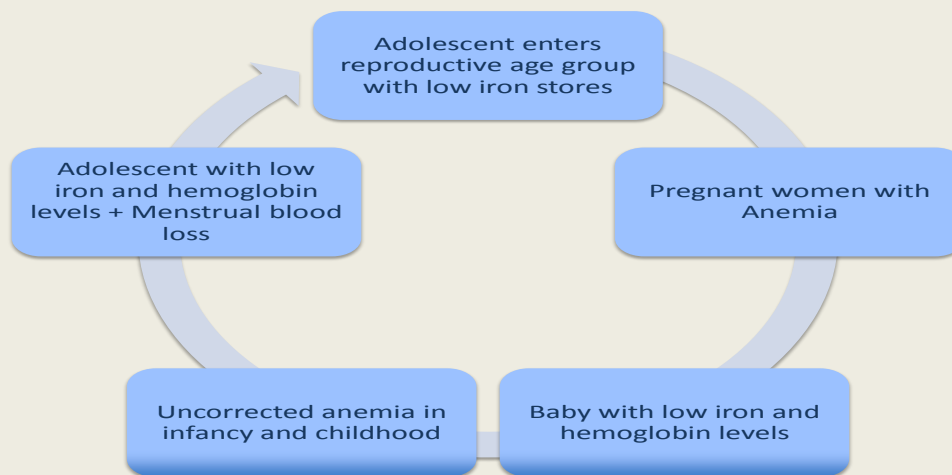 Adolescent enters
reproductive age group
with low iron stores
Pregnant women with
Anemia
Baby with low iron and
hemoglobin levels
Uncorrected anemia in
infancy and childhood
Adolescent with low
iron and hemoglobin
levels + Menstrual blood
loss